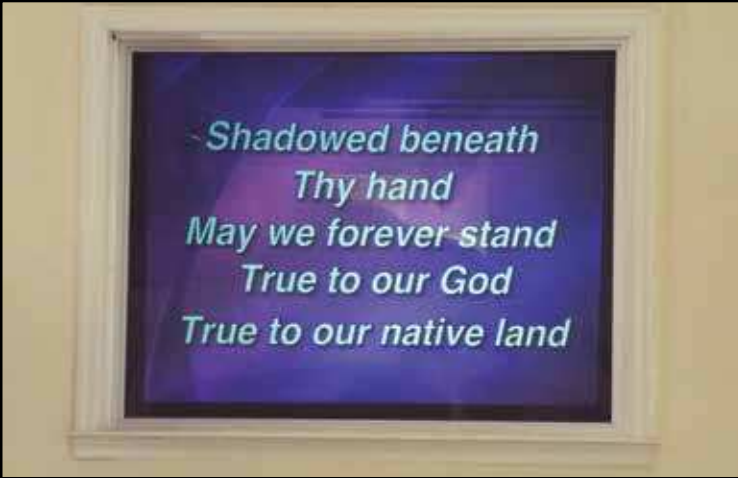 Shadowed beneath
Thy hand
May we forever stand
True to our God
True to our native land